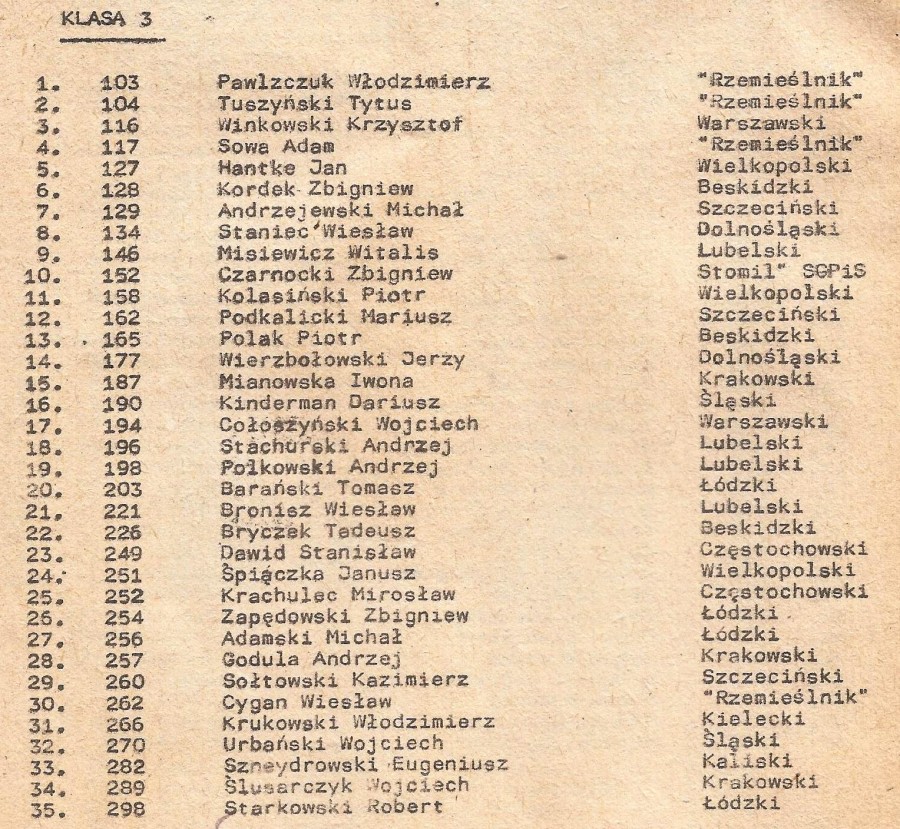 KLASA 3
1. 103 Pawlzczuk Włodzimierz "Rzemieślnik"
2. 104 Tuszyński Tytus "Rzemieślnik"
3. 116 Winkowski Krzysztof Warszawski
4. 117 Sowa Adam "Rzemieślnik"
5. 127 Hantke Jan Wielkopolski
6. 128 Kordek Zbigniew Beskidzki
7. 129 Andrzejewski Michał Szczeciński
8. 134 Staniec Wiesław Dolnośląski
9. 146 Misiewicz Witalis Lubelski
10. 152 Czarnocki Zbigniew Stomil" SGPiS
11. 158 Kolasiński Piotr Wielkopolski
12. 162 Podkalicki Mariusz Szczeciński
13. 165 Polak Piotr Beskidzki
14. 177 Wierzbołowski Jerzy Dolnośląski
15. 187 Mianowska Iwona Krakowski
16. 190 Kinderman Dariusz Śląski
17. 194 Gołoszyński Wojciech Warszawski
18. 196 Stachurski Andrzej Lubelski
19. 198 Polkowski Andrzej Lubelski
20. 203 Barański Tomasz Łódzki
21. 221 Bronisz Wiesław Lubelski
22. 226 Bryczek Tadeusz Beskidzki
23. 249 Dawid Stanisław Częstochowski
24. 251 Śpiączka Janusz Wielkopolski
25. 252 Krachulec Mirosław Częstochowski
26. 254 Zapędowski Zbigniew Łódzki
27. 256 Adamski Michał Łódzki
28. 257 Godula Andrzej Krakowski
29. 260 Sołtowski Kazimierz Szczeciński
30. 262 Cygan Wiesław "Rzemieślnik"
31. 266 Krukowski Włodzimierz Kielecki
32. 270 Urbański Wojciech Śląski
33. 282 Szneydrowski Eugeniusz Kaliski
34. 289 Ślusarczyk Wojciech Krakowski
35. 298 Starkowski Robert Łódzki